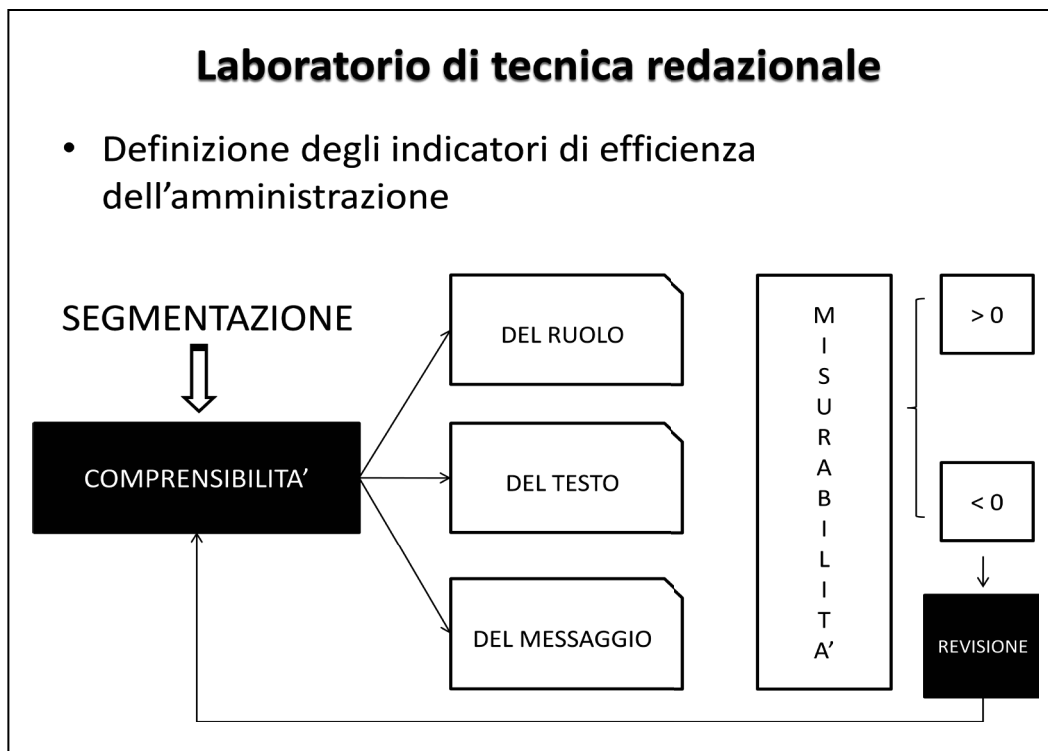 Laboratorio di tecnica redazionale
• Definizione degli indicatori di efficienza
dell’amministrazione
SEGMENTAZIONE
COMPRENSIBILITA’
DEL RUOLO
DEL TESTO
DEL MESSAGGIO
MISURABILITA’
> 0
< 0
REVISIONE